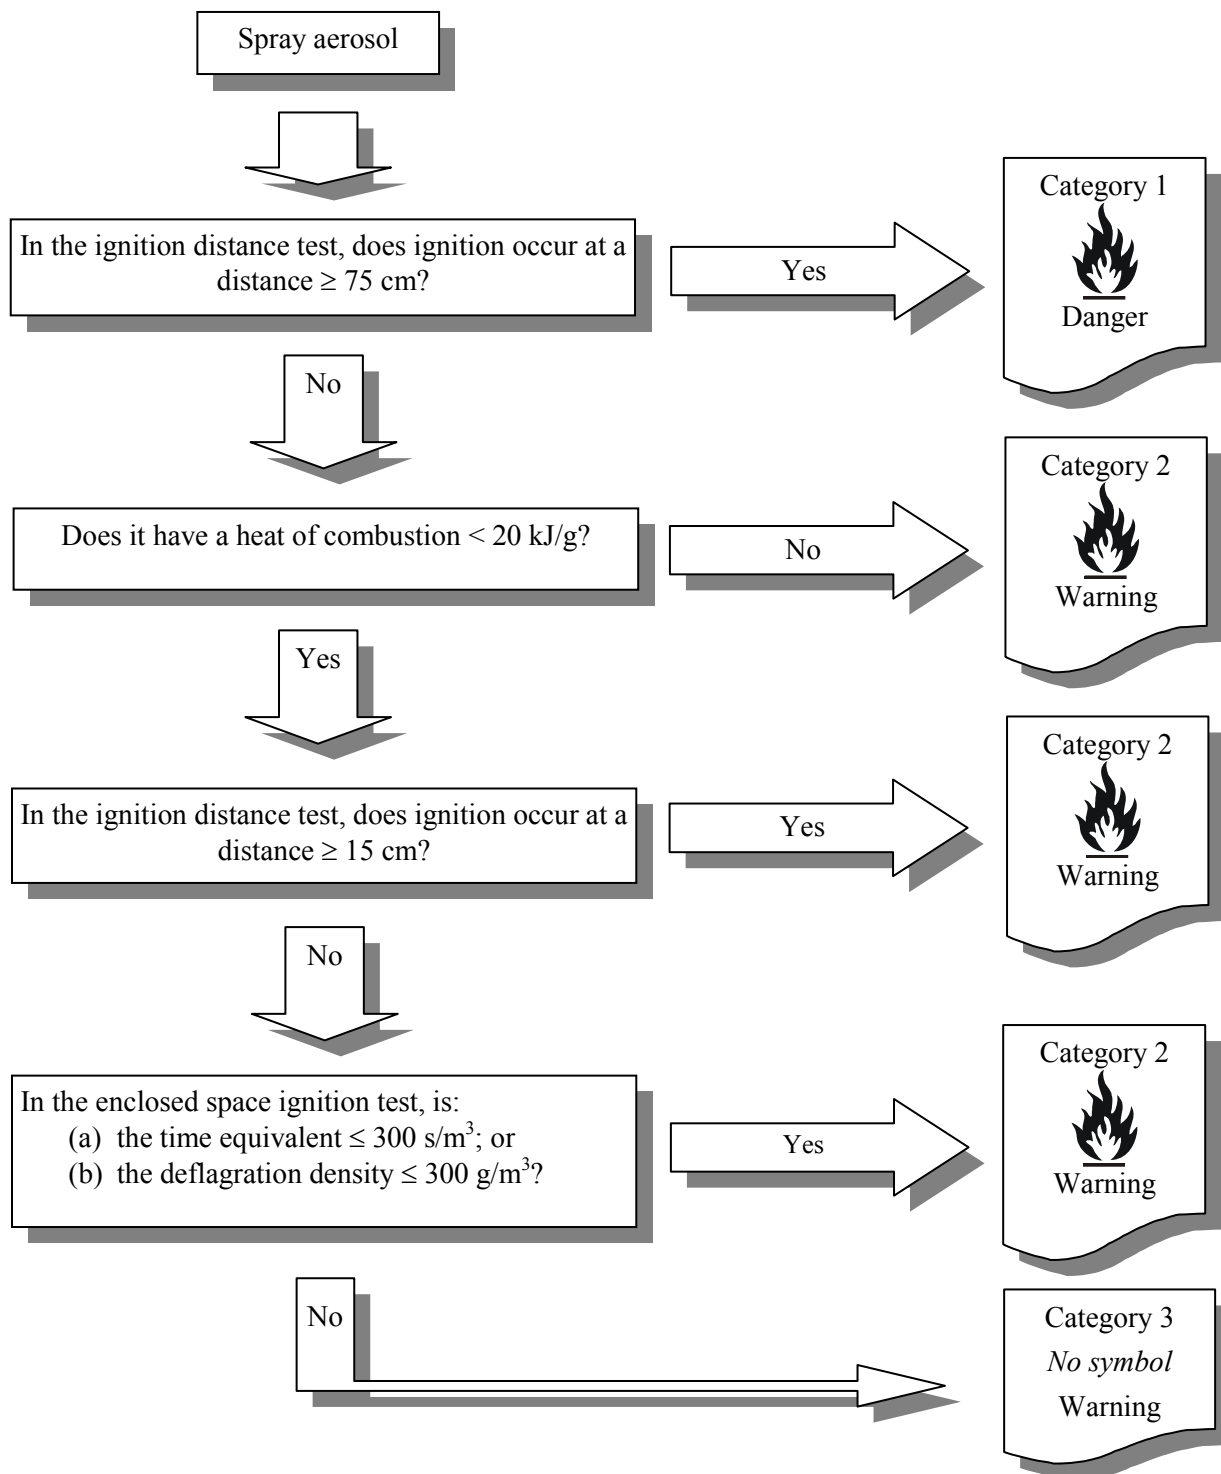 Spray aerosol
In the ignition distance test, does ignition occur at a
distance ≥ 75 cm?
Yes
Category 1
Danger
No
Does it have a heat of combustion < 20 kJ/g?
No
Category 2
Warning
Yes
In the ignition distance test, does ignition occur at a
distance ≥ 15 cm?
Yes
Category 2
Warning
No
In the enclosed space ignition test, is:
(a) the time equivalent ≤ 300 s/m³; or
(b) the deflagration density ≤ 300 g/m³?
Yes
Category 2
Warning
No
Category 3
No symbol
Warning